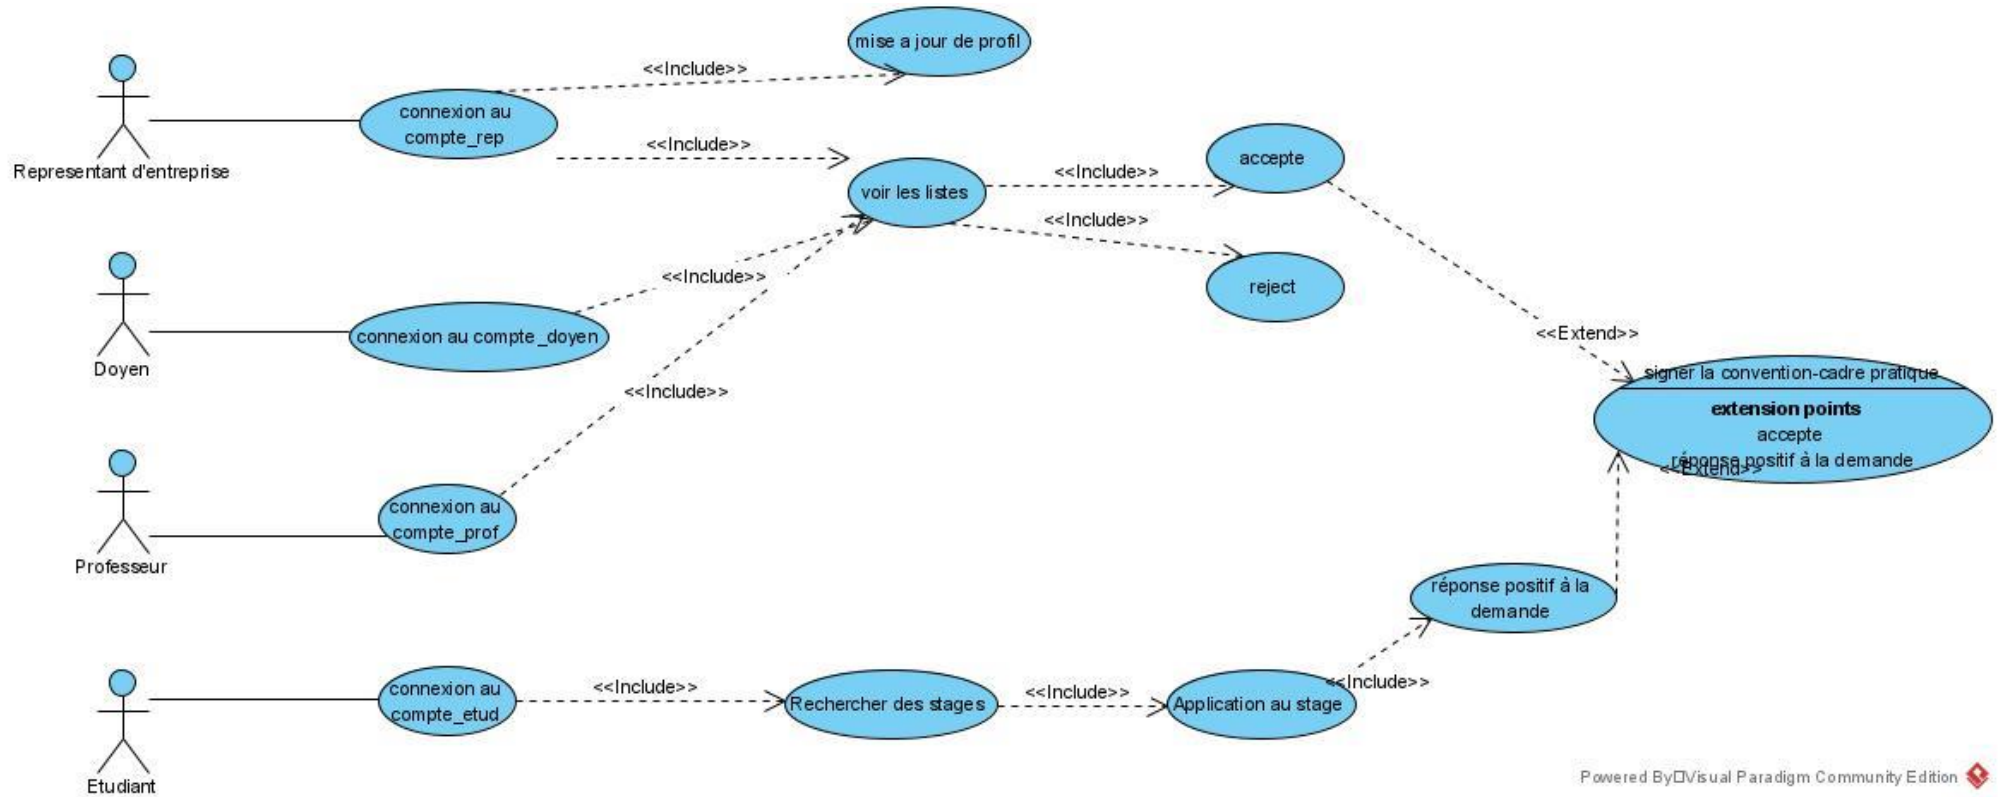 mise a jour de profil
<<Include>>
connexion au
compte_rep
Representant d'entreprise
<<Include>>
voir les listes
<<Include>>
accepte
<<Include>>
reject
<<Include>>
connexion au compte_doyen
Doyen
<<Extend>>
signer la convention-cadre pratique
extension points
accepte
réponse positif à la demande
<<Extend>>
<<Include>>
connexion au
compte_prof
Professeur
réponse positif à la
demande
<<Include>>
connexion au
compte_etud
<<Include>>
Rechercher des stages
<<Include>>
Application au stage
Etudiant
Powered By□Visual Paradigm Community Edition